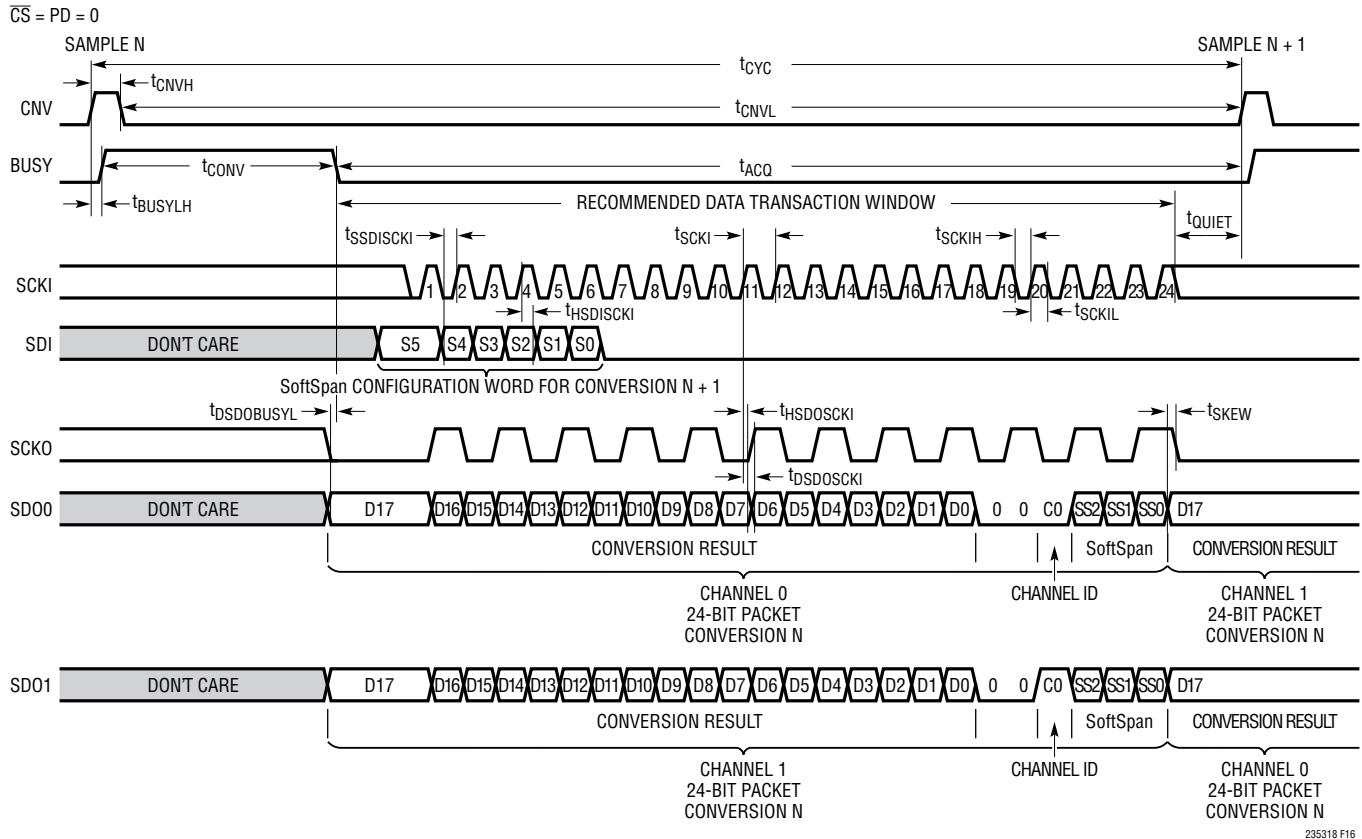 CS = PD = 0
SAMPLE N
SAMPLE N + 1
tCYC
tCNVH
CNV
tCNVL
BUSY
tCONV
tACQ
tBUSYLH
RECOMMENDED DATA TRANSACTION WINDOW
tSSDISCKI
tSCKI
tSCKIH
tQUIET
SCKI
1 2 3 4 5 6 7 8 9 10 11 12 13 14 15 16 17 18 19 20 21 22 23 24
tHSDISCKI
tSCKIL
SDI
DON'T CARE
S5 S4 S3 S2 S1 S0
SoftSpan CONFIGURATION WORD FOR CONVERSION N + 1
tDSDOBUSYL
tHSDOSCKI
tSKEW
SCKO
tDSDOSCKI
SDO0
DON'T CARE
D17 D16 D15 D14 D13 D12 D11 D10 D9 D8 D7 D6 D5 D4 D3 D2 D1 D0 0 0 C0 SS2 SS1 SS0 D17
CONVERSION RESULT
SoftSpan
CONVERSION RESULT
CHANNEL 0
24-BIT PACKET
CONVERSION N
CHANNEL ID
CHANNEL 1
24-BIT PACKET
CONVERSION N
SDO1
DON'T CARE
D17 D16 D15 D14 D13 D12 D11 D10 D9 D8 D7 D6 D5 D4 D3 D2 D1 D0 0 0 C0 SS2 SS1 SS0 D17
CONVERSION RESULT
SoftSpan
CONVERSION RESULT
CHANNEL 1
24-BIT PACKET
CONVERSION N
CHANNEL ID
CHANNEL 0
24-BIT PACKET
CONVERSION N
235318 F16